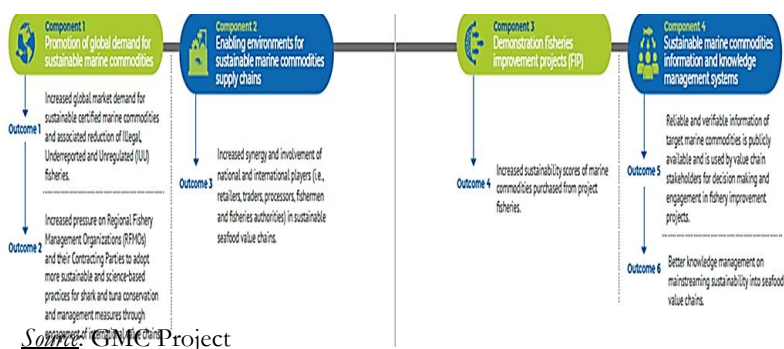 Component 1
Promotion of global demand for
sustainable marine commodities
Outcome 1
Increased global market demand for
sustainable certified marine commodities
and associated reduction of Illegal,
Underreported and Unregulated (IUU)
fisheries.
Outcome 2
Increased pressure on Regional Fishery
Management Organizations (RFMOs)
and their Contracting Parties to adopt
more sustainable and science-based
practices for shark and tuna conservation
and management measures through
engagement of international value chains.
Component 2
Enabling environments for
sustainable marine commodities
supply chains
Outcome 3
Increased synergy and involvement of
national and international players (i.e.,
retailers, traders, processors, fishermen
and fisheries authorities) in sustainable
seafood value chains.
Component 3
Demonstration fisheries
improvement projects (FIP)
Outcome 4
Increased sustainability scores of marine
commodities purchased from project
fisheries.
Component 4
Sustainable marine commodities
information and knowledge
management systems
Outcome 5
Reliable and verifiable information of
target marine commodities is publicly
available and is used by value chain
stakeholders for decision making and
engagement in fishery improvement
projects.
Outcome 6
Better knowledge management on
mainstreaming sustainability into seafood
value chains.
Source: GMC Project